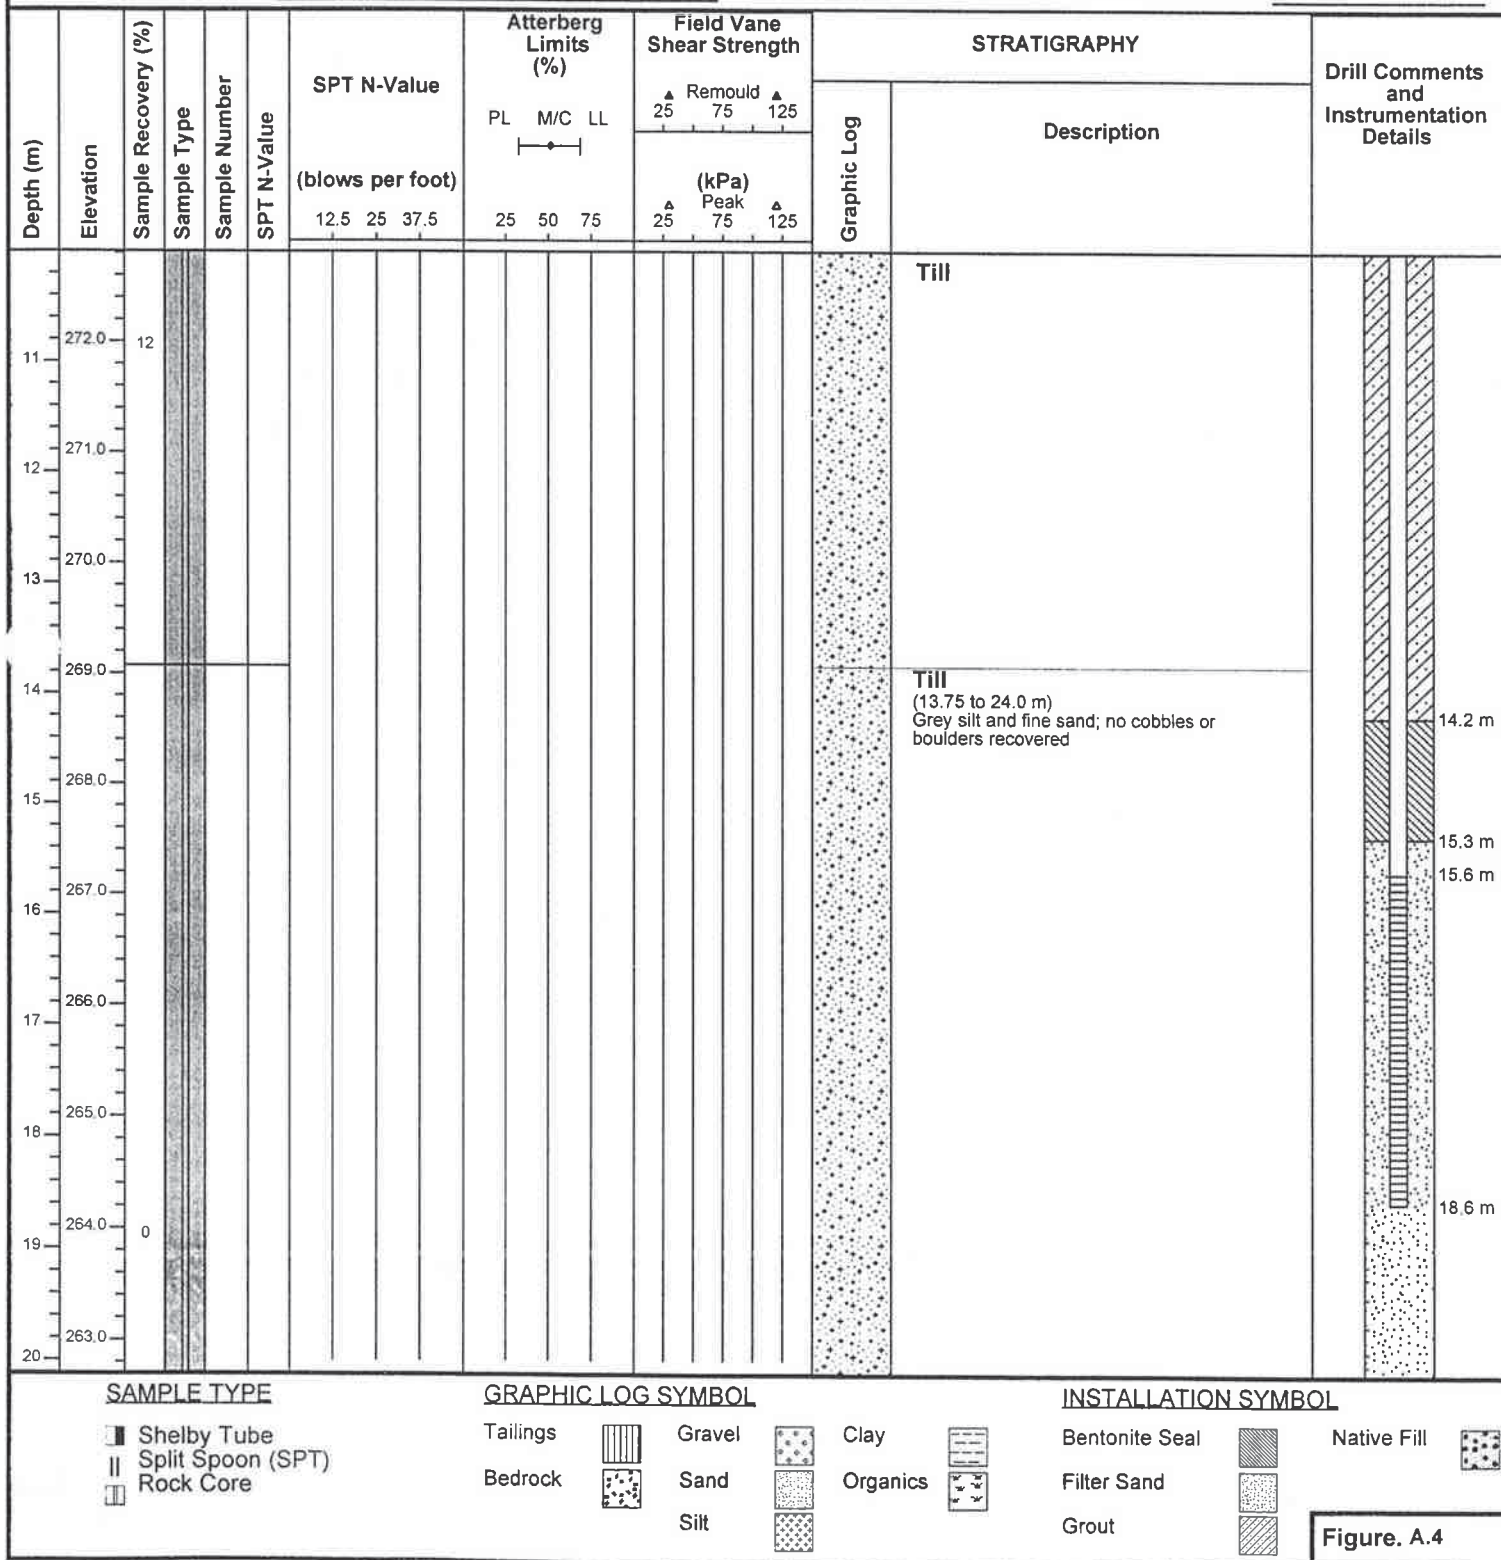 Depth (m)
Elevation
Sample Recovery (%)
Sample Type
Sample Number
SPT N-Value
SPT N-Value
(blows per foot)
12.5 25 37.5
Atterberg
Limits
(%)
PL M/C LL
25 50 75
Field Vane
Shear Strength
Remould
25 75 125
(kPa)
Peak
25 75 125
STRATIGRAPHY
Graphic Log
Description
Drill Comments
and
Instrumentation
Details
Till
272.0 12
11
271.0
12
270.0
13
269.0
14
Till
(13.75 to 24.0 m)
Grey silt and fine sand; no cobbles or
boulders recovered
14.2 m
268.0
15
15.3 m
267.0
15.6 m
16
266.0
17
265.0
18
18.6 m
264.0 0
19
263.0
20
SAMPLE TYPE
Shelby Tube
Split Spoon (SPT)
Rock Core
GRAPHIC LOG SYMBOL
Tailings Gravel Clay
Bedrock Sand Organics
Silt
INSTALLATION SYMBOL
Bentonite Seal Native Fill
Filter Sand
Grout
Figure. A.4